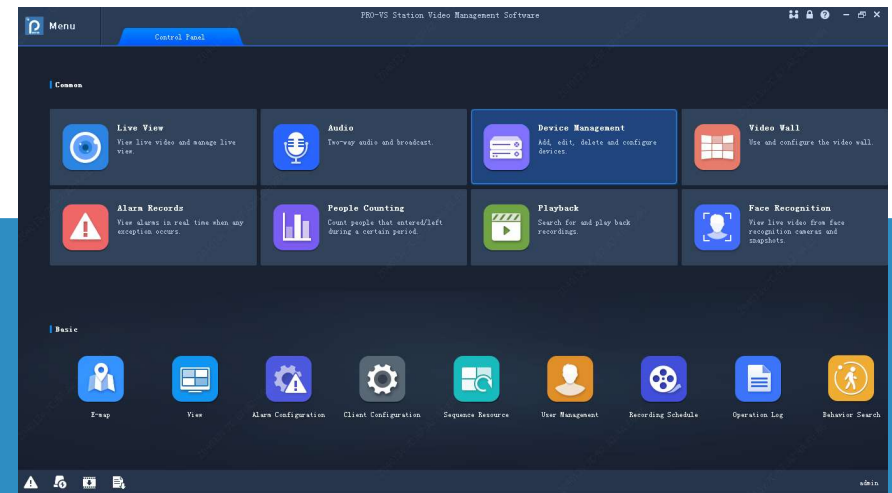 PRO-VS Station Video Management Software
Menu
Control Panel
Common
Live View
View live video and manage live
view.
Audio
Two-way audio and broadcast.
Device Management
Add, edit, delete and configure
devices.
Video Wall
Use and configure the video wall.
Alarm Records
View alarms in real time when any
exception occurs.
People Counting
Count people that entered/left
during a certain period.
Playback
Search for and play back
recordings.
Face Recognition
View live video from face
recognition cameras and
snapshots.
Basic
E-map
View
Alarm Configuration
Client Configuration
Sequence Resource
User Management
Recording Schedule
Operation Log
Behavior Search
admin